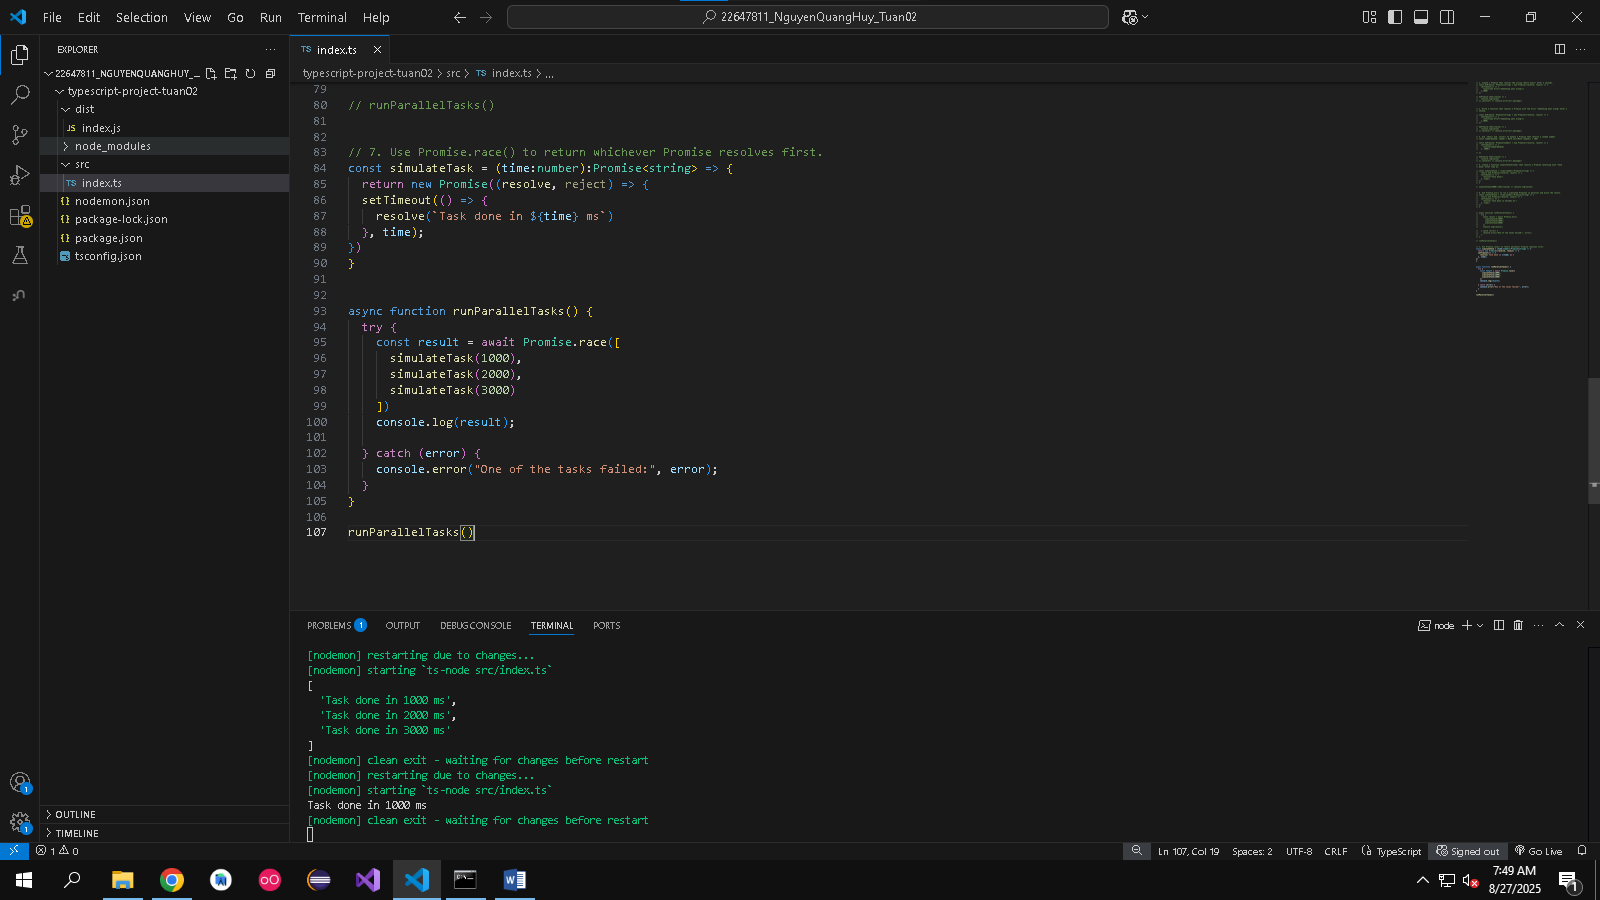 File Edit Selection View Go Run Terminal Help
22647811_NguyenQuangHuy_Tuan02
EXPLORER
22647811_NGUYENQUANGHUY_...
typescript-project-tuan02
dist
JS index.js
node_modules
src
TS index.ts
{} nodemon.json
{} package-lock.json
{} package.json
tsconfig.json
OUTLINE
TIMELINE
TS index.ts
typescript-project-tuan02 > src > TS index.ts > ...
79
80 // runParallelTasks()
81
82
83 // 7. Use Promise.race() to return whichever Promise resolves first.
84 const simulateTask = (time:number):Promise<string> => {
85 return new Promise((resolve, reject) => {
86 setTimeout(() => {
87 resolve(`Task done in ${time} ms`)
88 }, time);
89 })
90 }
91
92
93 async function runParallelTasks() {
94 try {
95 const result = await Promise.race([
96 simulateTask(1000),
97 simulateTask(2000),
98 simulateTask(3000)
99 ])
100 console.log(result);
101
102 } catch (error) {
103 console.error("One of the tasks failed:", error);
104 }
105 }
106
107 runParallelTasks()
PROBLEMS 1 OUTPUT DEBUG CONSOLE TERMINAL PORTS
node
[nodemon] restarting due to changes...
[nodemon] starting `ts-node src/index.ts`
[
'Task done in 1000 ms',
'Task done in 2000 ms',
'Task done in 3000 ms'
]
[nodemon] clean exit - waiting for changes before restart
[nodemon] restarting due to changes...
[nodemon] starting `ts-node src/index.ts`
Task done in 1000 ms
[nodemon] clean exit - waiting for changes before restart
1 0
Ln 107, Col 19 Spaces: 2 UTF-8 CRLF TypeScript Signed out Go Live
7:49 AM
8/27/2025
1